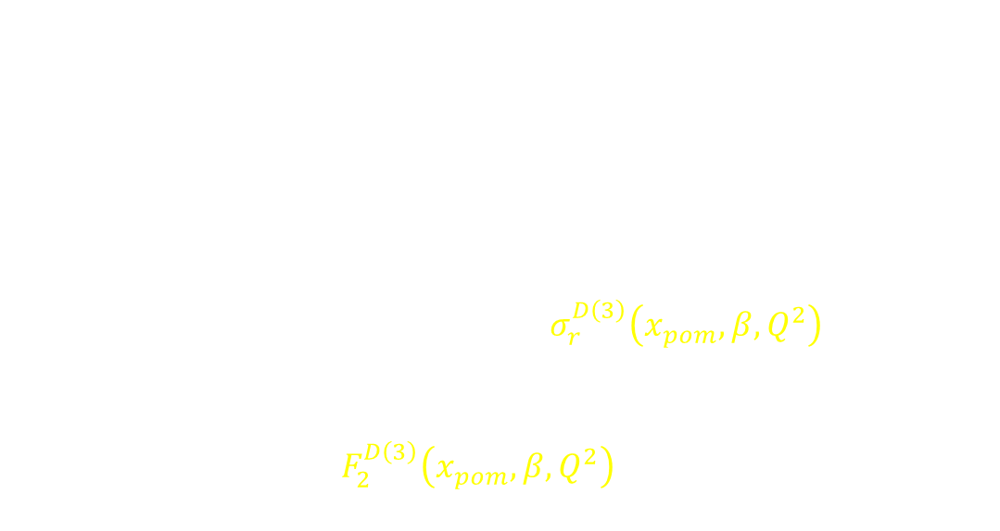 σ_r^{D(3)}(x_{pom}, β, Q^2)
F_2^{D(3)}(x_{pom}, β, Q^2)